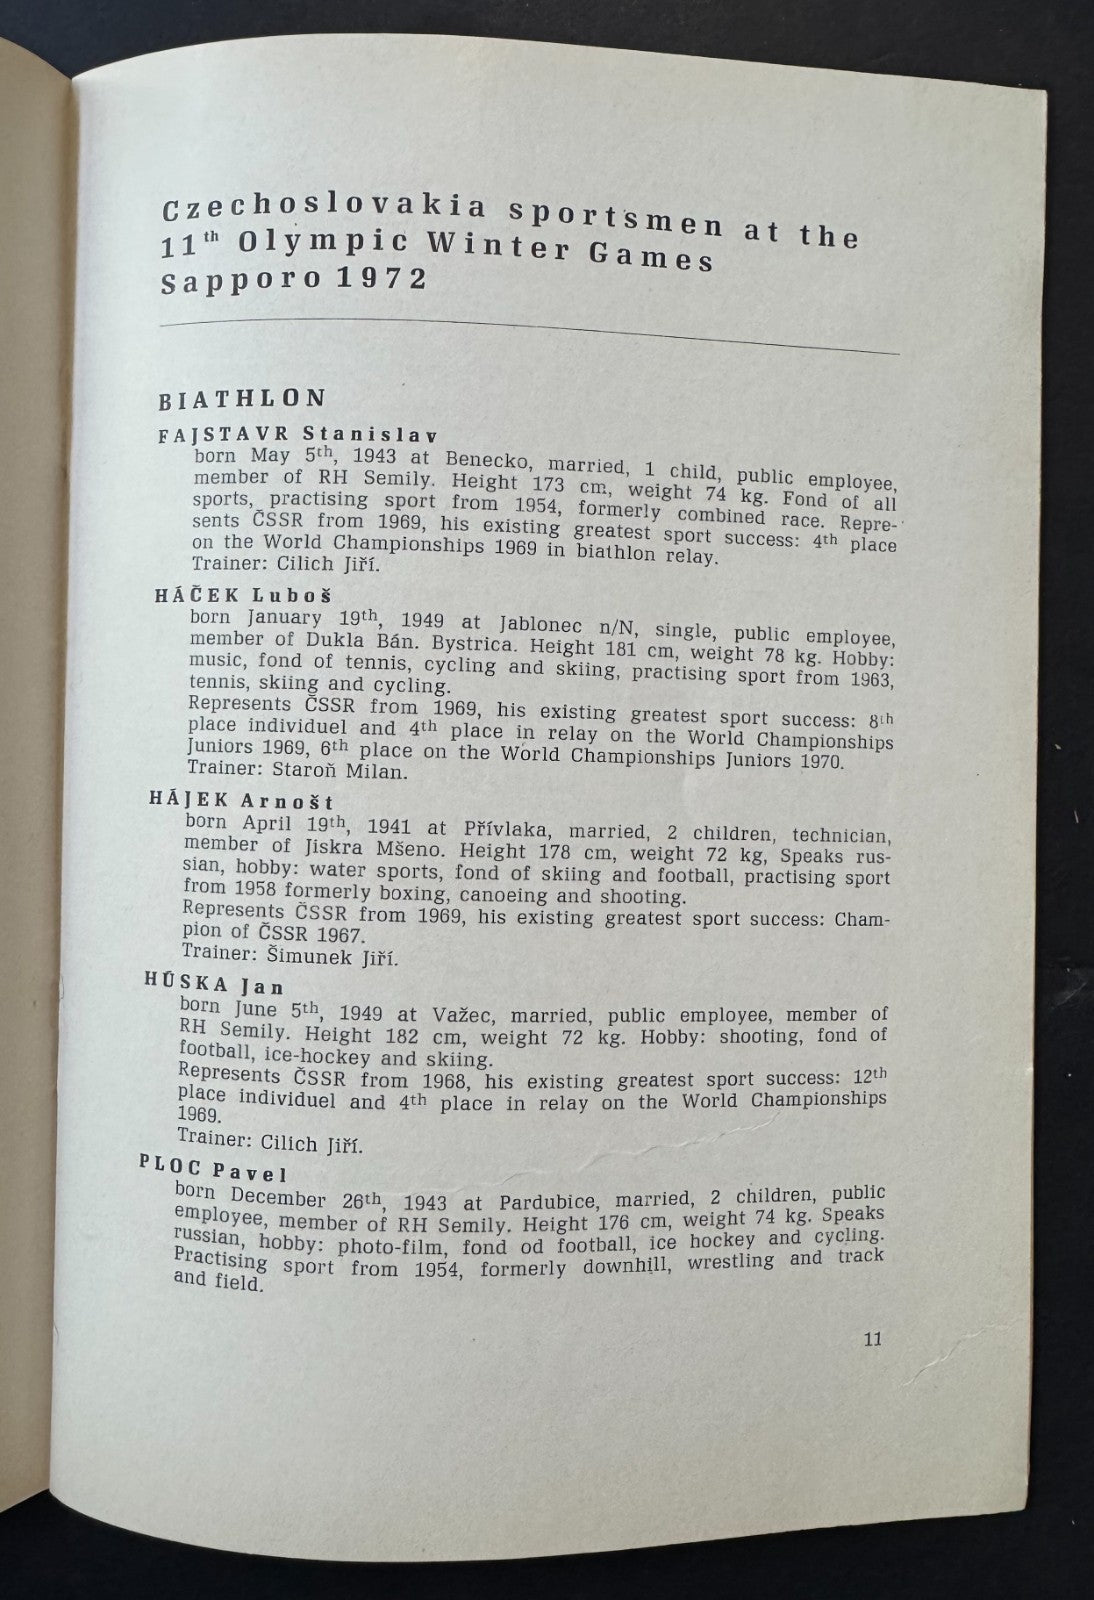 Czechoslovakia sportsmen at the
11th Olympic Winter Games
Sapporo 1972
BIATHLON
FAJSTAVR Stanislav
born May 5th, 1943 at Benecko, married, 1 child, public employee,
member of RH Semily. Height 173 cm, weight 74 kg. Fond of all
sports, practising sport from 1954, formerly combined race. Repre-
sents ČSSR from 1969, his existing greatest sport success: 4th place
on the World Championships 1969 in biathlon relay.
Trainer: Cilich Jiří.
HÁČEK Luboš
born January 19th, 1949 at Jablonec n/N, single, public employee,
member of Dukla Bán. Bystrica. Height 181 cm, weight 78 kg. Hobby:
music, fond of tennis, cycling and skiing, practising sport from 1963,
tennis, skiing and cycling.
Represents ČSSR from 1969, his existing greatest sport success: 8th
place individuel and 4th place in relay on the World Championships
Juniors 1969, 6th place on the World Championships Juniors 1970.
Trainer: Staroň Milan.
HÁJEK Arnošt
born April 19th, 1941 at Přívlaka, married, 2 children, technician,
member of Jiskra Mšeno. Height 178 cm, weight 72 kg, Speaks rus-
sian, hobby: water sports, fond of skiing and football, practising sport
from 1958 formerly boxing, canoeing and shooting.
Represents ČSSR from 1969, his existing greatest sport success: Cham-
pion of ČSSR 1967.
Trainer: Šimunek Jiří.
HÚSKA Jan
born June 5th, 1949 at Važec, married, public employee, member of
RH Semily. Height 182 cm, weight 72 kg. Hobby: shooting, fond of
football, ice-hockey and skiing.
Represents ČSSR from 1968, his existing greatest sport success: 12th
place individuel and 4th place in relay on the World Championships
1969.
Trainer: Cilich Jiří.
PLOC Pavel
born December 26th, 1943 at Pardubice, married, 2 children, public
employee, member of RH Semily. Height 176 cm, weight 74 kg. Speaks
russian, hobby: photo-film, fond od football, ice hockey and cycling.
Practising sport from 1954, formerly downhill, wrestling and track
and field.
11